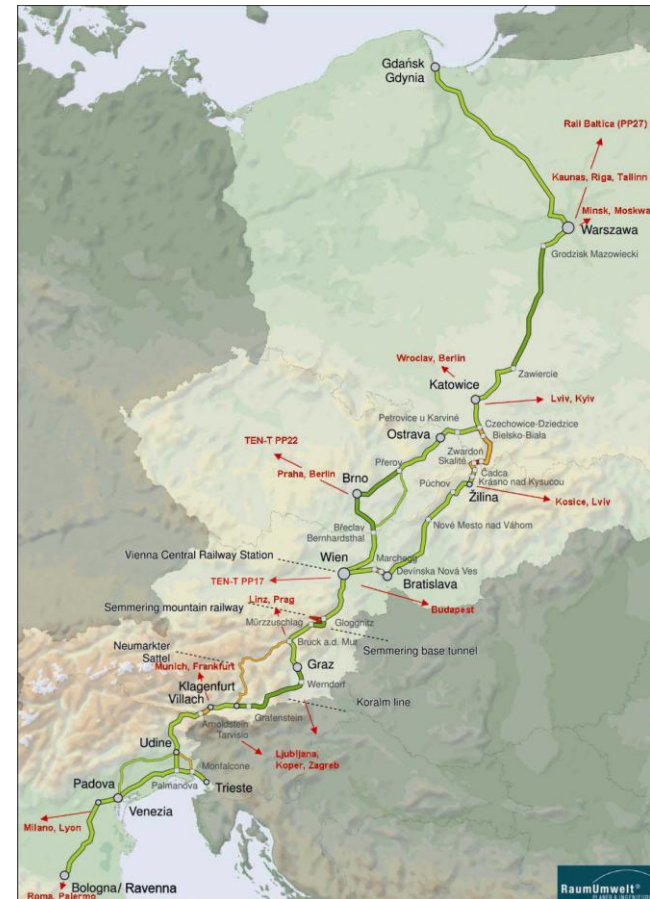 Gdańsk
Gdynia
Rail Baltica (PP27)
Kaunas, Riga, Tallinn
Minsk, Moskwa
Warszawa
Grodzisk Mazowiecki
Wroclav, Berlin
Zawiercie
Katowice
Lviv, Kyiv
Petrovice u Karviné
Czechowice-Dziedzice
Ostrava
Bielsko-Biała
TEN-T PP22
Zwardoń
Přerov
Skalité
Praha, Berlin
Čadca
Brno
Púchov
Krásno nad Kysucou
Žilina
Kosice, Lviv
Břeclav
Nové Mesto nad Váhom
Bernhardsthal
Vienna Central Railway Station
Wien
Marchegg
Devínska Nová Ves
TEN-T PP17
Bratislava
Linz, Prag
Budapest
Semmering mountain railway
Mürzzuschlag
Gloggnitz
Neumarkter
Sattel
Bruck a.d. Mur
Semmering base tunnel
Munich, Frankfurt
Graz
Klagenfurt
Werndorf
Villach
Koralm line
Grafenstein
Arnoldstein
Tarvisio
Udine
Ljubljana,
Koper, Zagreb
Monfalcone
Padova
Palmanova
Trieste
Venezia
Milano, Lyon
Bologna/ Ravenna
Roma, Palermo
RaumUmwelt®
PLANER & INGENIEURE